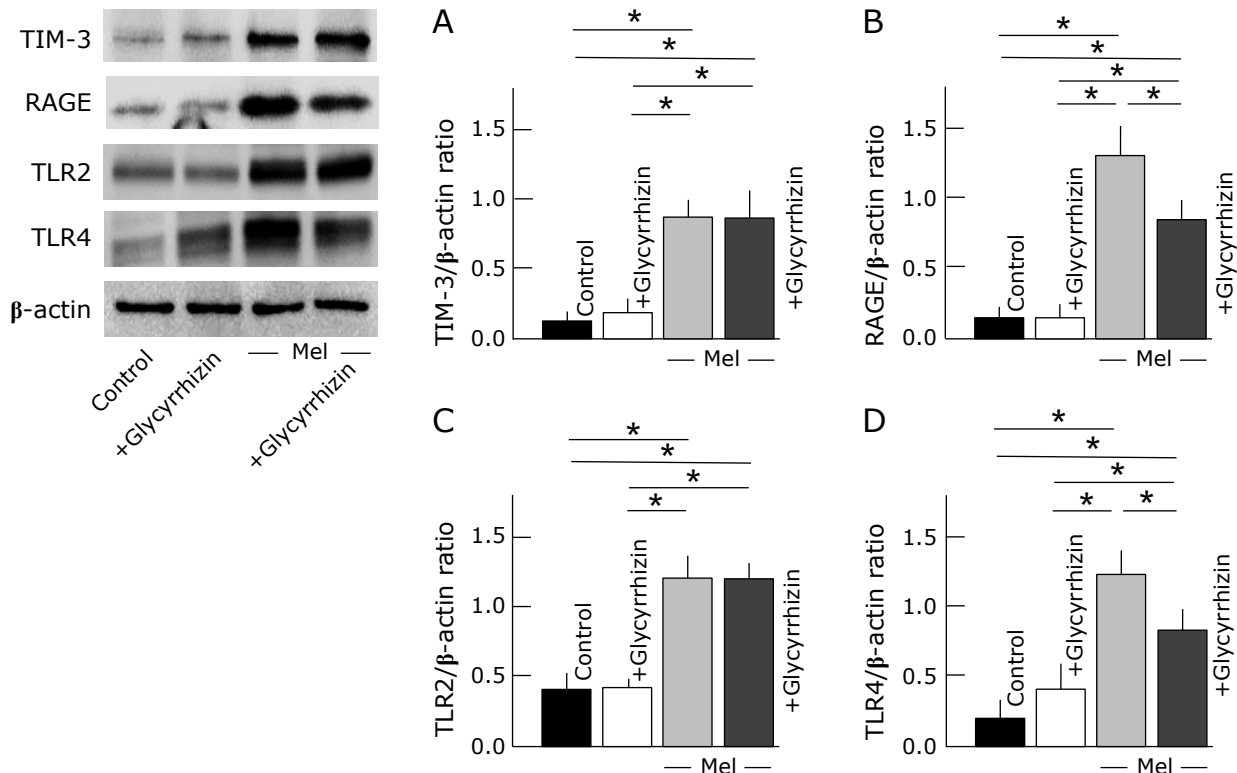 TIM-3
RAGE
TLR2
TLR4
β-actin
Control
+Glycyrrhizin
Mel
+Glycyrrhizin
A
*
*
*
*
TIM-3/β-actin ratio
1.5
1.0
0.5
0.0
Control
+Glycyrrhizin
+Glycyrrhizin
Mel
B
*
*
*
* *
RAGE/β-actin ratio
1.5
1.0
0.5
0.0
Control
+Glycyrrhizin
+Glycyrrhizin
Mel
C
*
*
*
*
TLR2/β-actin ratio
1.5
1.0
0.5
0.0
Control
+Glycyrrhizin
+Glycyrrhizin
Mel
D
*
*
*
* *
TLR4/β-actin ratio
1.5
1.0
0.5
0.0
Control
+Glycyrrhizin
+Glycyrrhizin
Mel